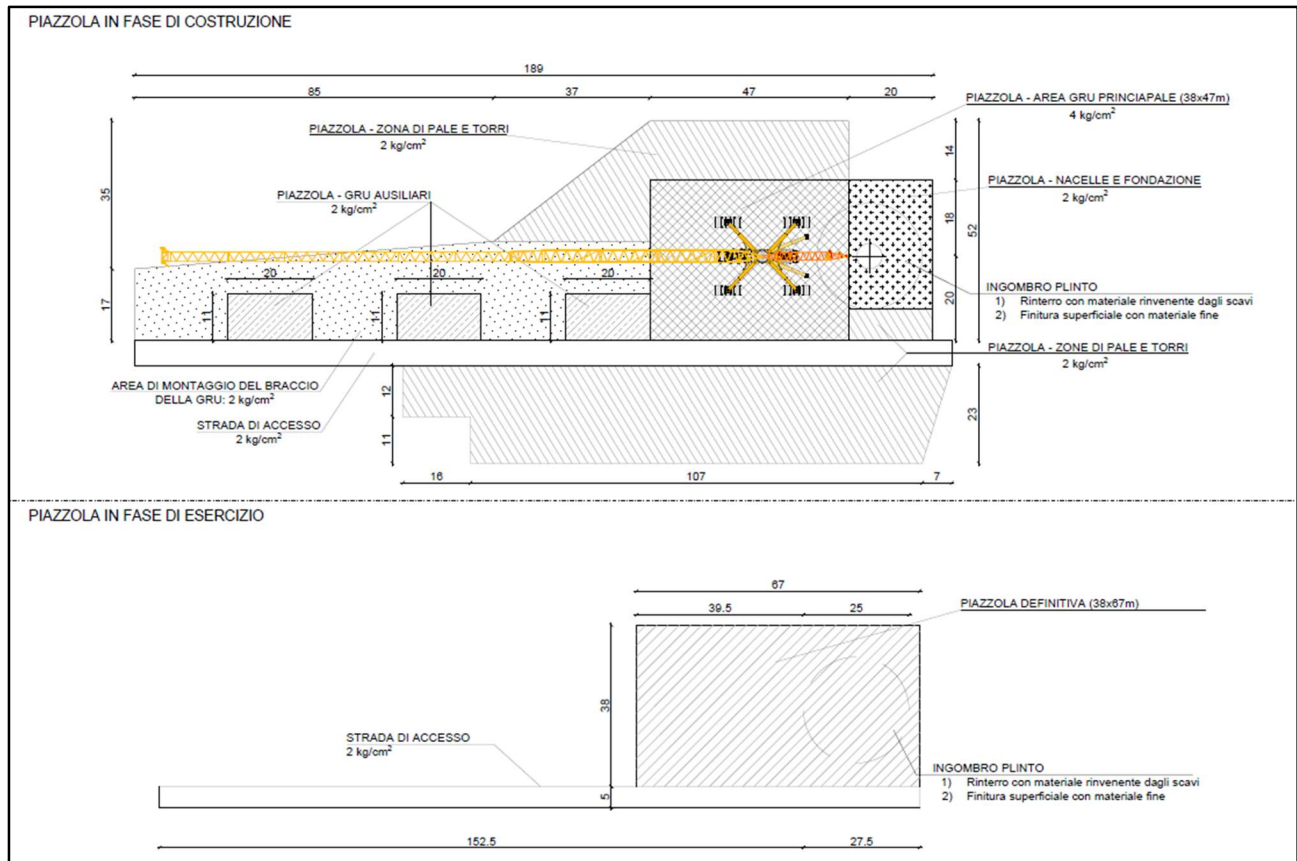 PIAZZOLA IN FASE DI COSTRUZIONE
189
85
37
47
20
PIAZZOLA - AREA GRU PRINCIAPALE (38x47m)
4 kg/cm²
PIAZZOLA - ZONA DI PALE E TORRI
2 kg/cm²
14
35
PIAZZOLA - GRU AUSILIARI
2 kg/cm²
PIAZZOLA - NACELLE E FONDAZIONE
2 kg/cm²
18
52
20
20
20
INGOMBRO PLINTO
1) Rinterro con materiale rinvenente dagli scavi
2) Finitura superficiale con materiale fine
17
11
11
11
20
PIAZZOLA - ZONE DI PALE E TORRI
2 kg/cm²
AREA DI MONTAGGIO DEL BRACCIO
DELLA GRU: 2 kg/cm²
12
STRADA DI ACCESSO
2 kg/cm²
11
23
16
107
7
PIAZZOLA IN FASE DI ESERCIZIO
67
39.5
25
PIAZZOLA DEFINITIVA (38x67m)
38
STRADA DI ACCESSO
2 kg/cm²
INGOMBRO PLINTO
1) Rinterro con materiale rinvenente dagli scavi
2) Finitura superficiale con materiale fine
5
152.5
27.5